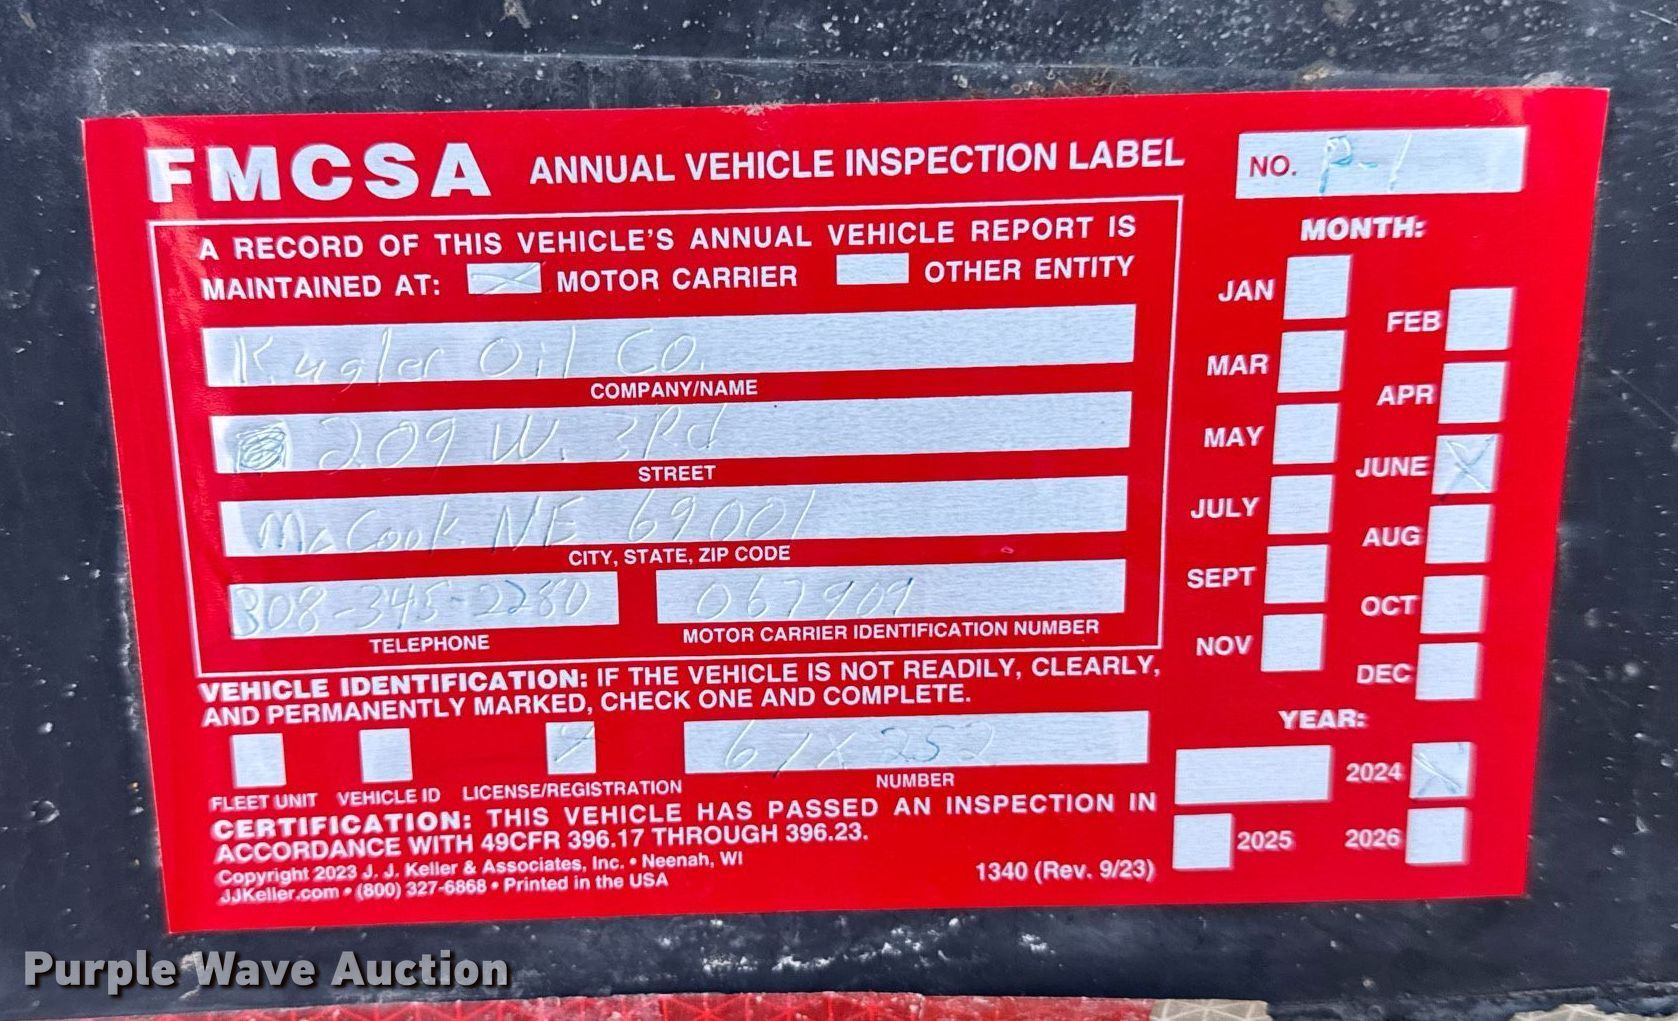 FMCSA ANNUAL VEHICLE INSPECTION LABEL
NO. P-1
A RECORD OF THIS VEHICLE'S ANNUAL VEHICLE REPORT IS
MAINTAINED AT: MOTOR CARRIER OTHER ENTITY
Kugler Oil Co.
COMPANY/NAME
209 W. 3Rd
STREET
McCook NE 69001
CITY, STATE, ZIP CODE
308-345-2280 067909
TELEPHONE MOTOR CARRIER IDENTIFICATION NUMBER
VEHICLE IDENTIFICATION: IF THE VEHICLE IS NOT READILY, CLEARLY,
AND PERMANENTLY MARKED, CHECK ONE AND COMPLETE.
67X252
FLEET UNIT VEHICLE ID LICENSE/REGISTRATION NUMBER
CERTIFICATION: THIS VEHICLE HAS PASSED AN INSPECTION IN
ACCORDANCE WITH 49CFR 396.17 THROUGH 396.23.
Copyright 2023 J. J. Keller & Associates, Inc. • Neenah, WI
JJKeller.com • (800) 327-6868 • Printed in the USA
1340 (Rev. 9/23)
MONTH:
JAN
FEB
MAR
APR
MAY
JUNE X
JULY
AUG
SEPT
OCT
NOV
DEC
YEAR:
2024 X
2025 2026
Purple Wave Auction